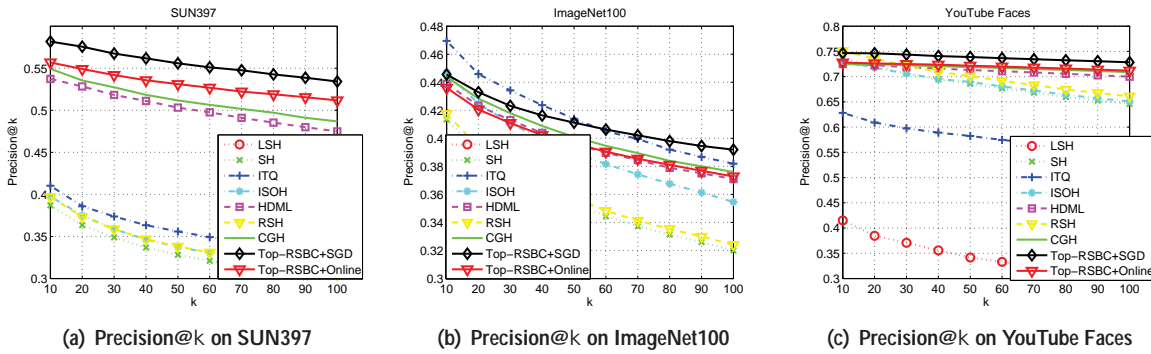 SUN397
Precision@k
0.55
0.5
0.45
0.4
0.35
0.3
10 20 30 40 50 60 70 80 90 100
k
LSH
SH
ITQ
ISOH
HDML
RSH
CGH
Top-RSBC+SGD
Top-RSBC+Online
(a) Precision@k on SUN397
ImageNet100
Precision@k
0.48
0.46
0.44
0.42
0.4
0.38
0.36
0.34
0.32
0.3
10 20 30 40 50 60 70 80 90 100
k
LSH
SH
ITQ
ISOH
HDML
RSH
CGH
Top-RSBC+SGD
Top-RSBC+Online
(b) Precision@k on ImageNet100
YouTube Faces
Precision@k
0.8
0.75
0.7
0.65
0.6
0.55
0.5
0.45
0.4
0.35
0.3
10 20 30 40 50 60 70 80 90 100
k
LSH
SH
ITQ
ISOH
HDML
RSH
CGH
Top-RSBC+SGD
Top-RSBC+Online
(c) Precision@k on YouTube Faces